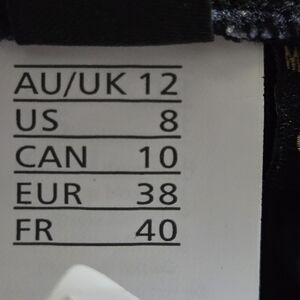 AU/UK 12
US 8
CAN 10
EUR 38
FR 40